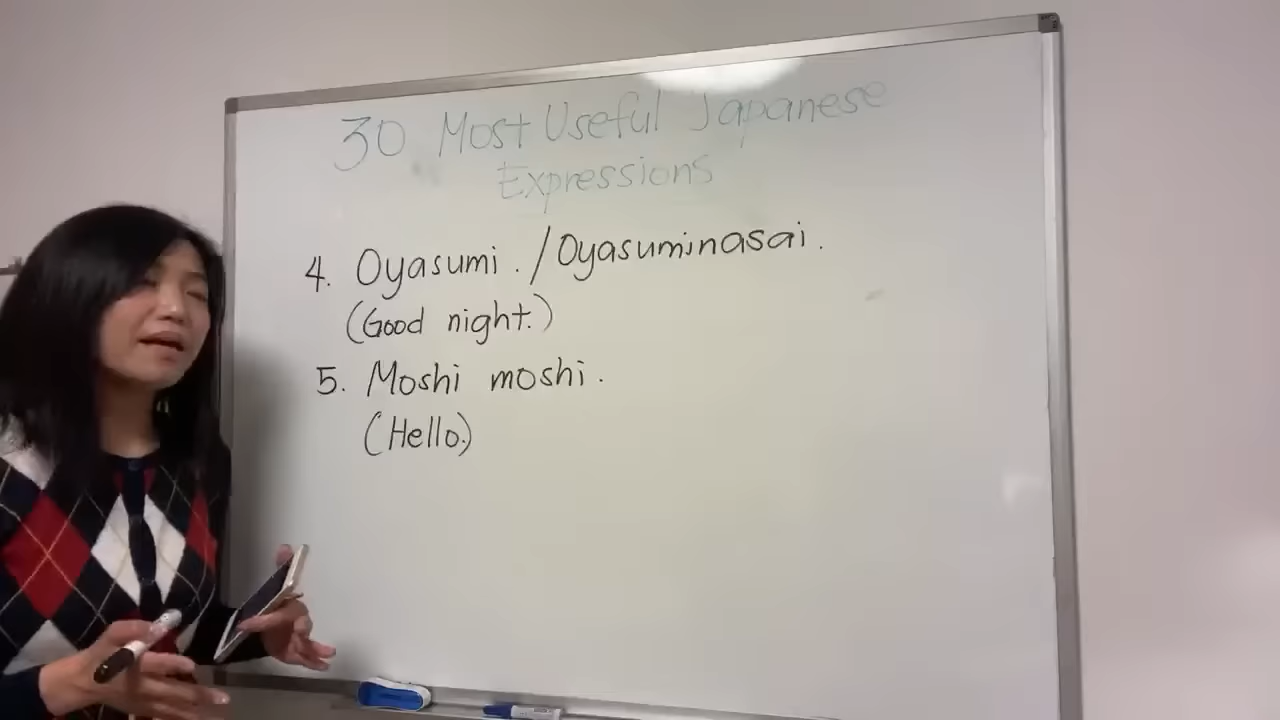 30 Most Useful Japanese
Expressions
4. Oyasumi. / Oyasuminasai.
(Good night.)
5. Moshi moshi.
(Hello.)